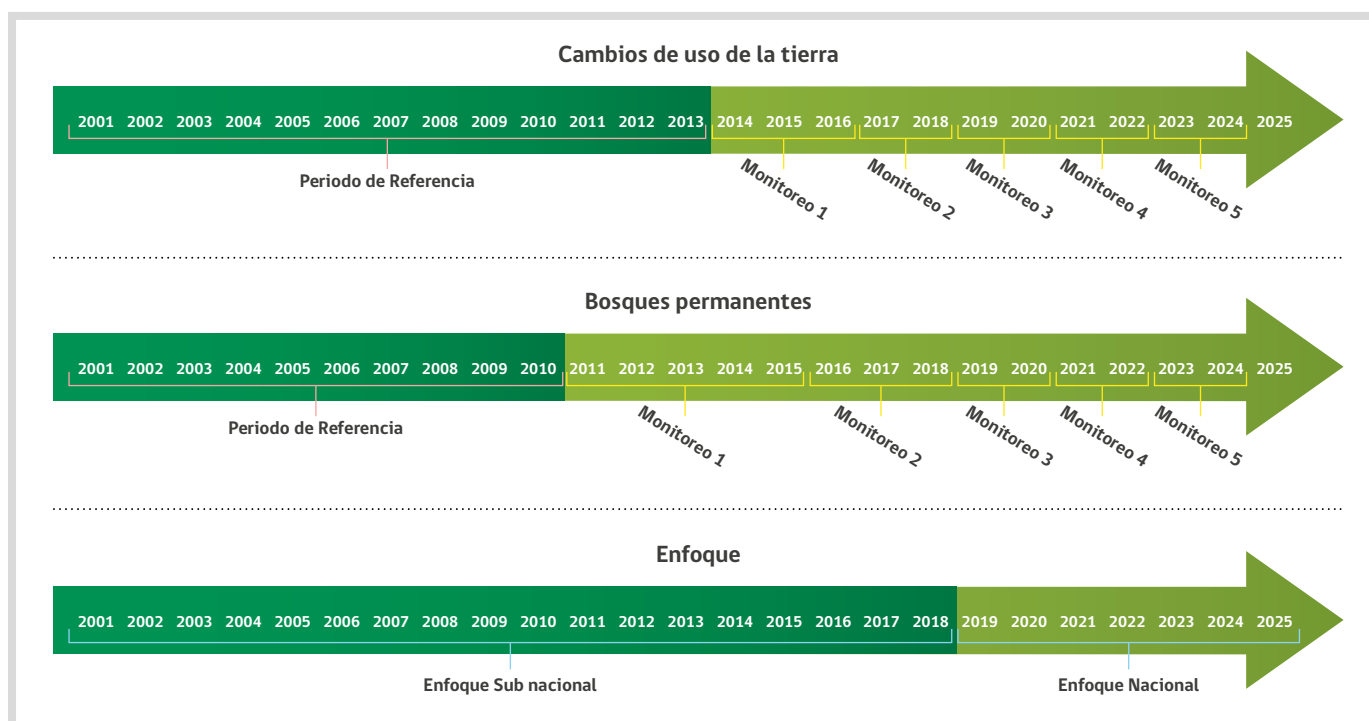 Cambios de uso de la tierra
2001 2002 2003 2004 2005 2006 2007 2008 2009 2010 2011 2012 2013 2014 2015 2016 2017 2018 2019 2020 2021 2022 2023 2024 2025
Periodo de Referencia
Monitoreo 1
Monitoreo 2
Monitoreo 3
Monitoreo 4
Monitoreo 5
Bosques permanentes
2001 2002 2003 2004 2005 2006 2007 2008 2009 2010 2011 2012 2013 2014 2015 2016 2017 2018 2019 2020 2021 2022 2023 2024 2025
Periodo de Referencia
Monitoreo 1
Monitoreo 2
Monitoreo 3
Monitoreo 4
Monitoreo 5
Enfoque
2001 2002 2003 2004 2005 2006 2007 2008 2009 2010 2011 2012 2013 2014 2015 2016 2017 2018 2019 2020 2021 2022 2023 2024 2025
Enfoque Sub nacional
Enfoque Nacional